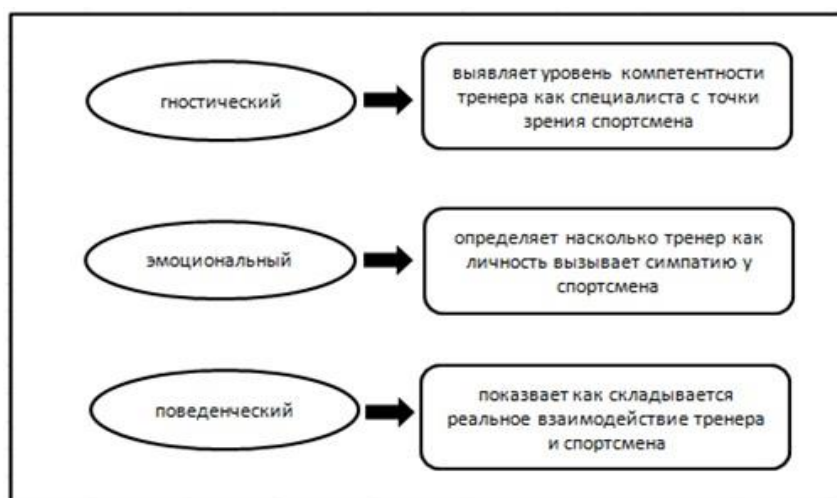 гностический
выявляет уровень компетентности
тренера как специалиста с точки
зрения спортсмена
эмоциональный
определяет насколько тренер как
личность вызывает симпатию у
спортсмена
поведенческий
показвает как складывается
реальное взаимодействие тренера
и спортсмена